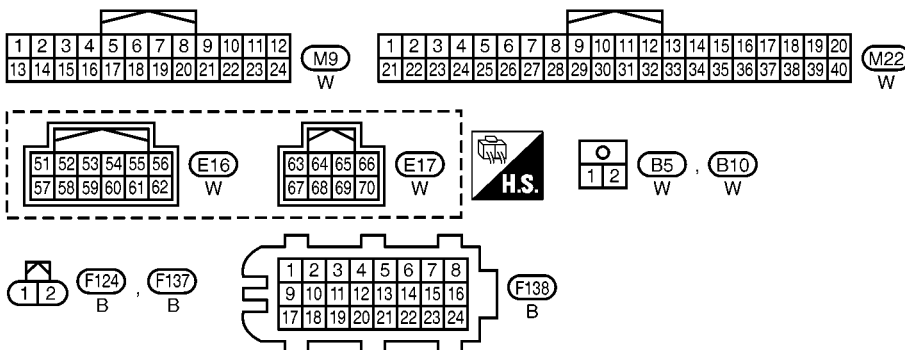 1 2 3 4 5 6 7 8 9 10 11 12
13 14 15 16 17 18 19 20 21 22 23 24
M9
W
1 2 3 4 5 6 7 8 9 10 11 12 13 14 15 16 17 18 19 20
21 22 23 24 25 26 27 28 29 30 31 32 33 34 35 36 37 38 39 40
M22
W
51 52 53 54 55 56
57 58 59 60 61 62
E16
W
63 64 65 66
67 68 69 70
E17
W
H.S.
1 2
B5 , B10
W W
1 2
F124 , F137
B B
1 2 3 4 5 6 7 8
9 10 11 12 13 14 15 16
17 18 19 20 21 22 23 24
F138
B